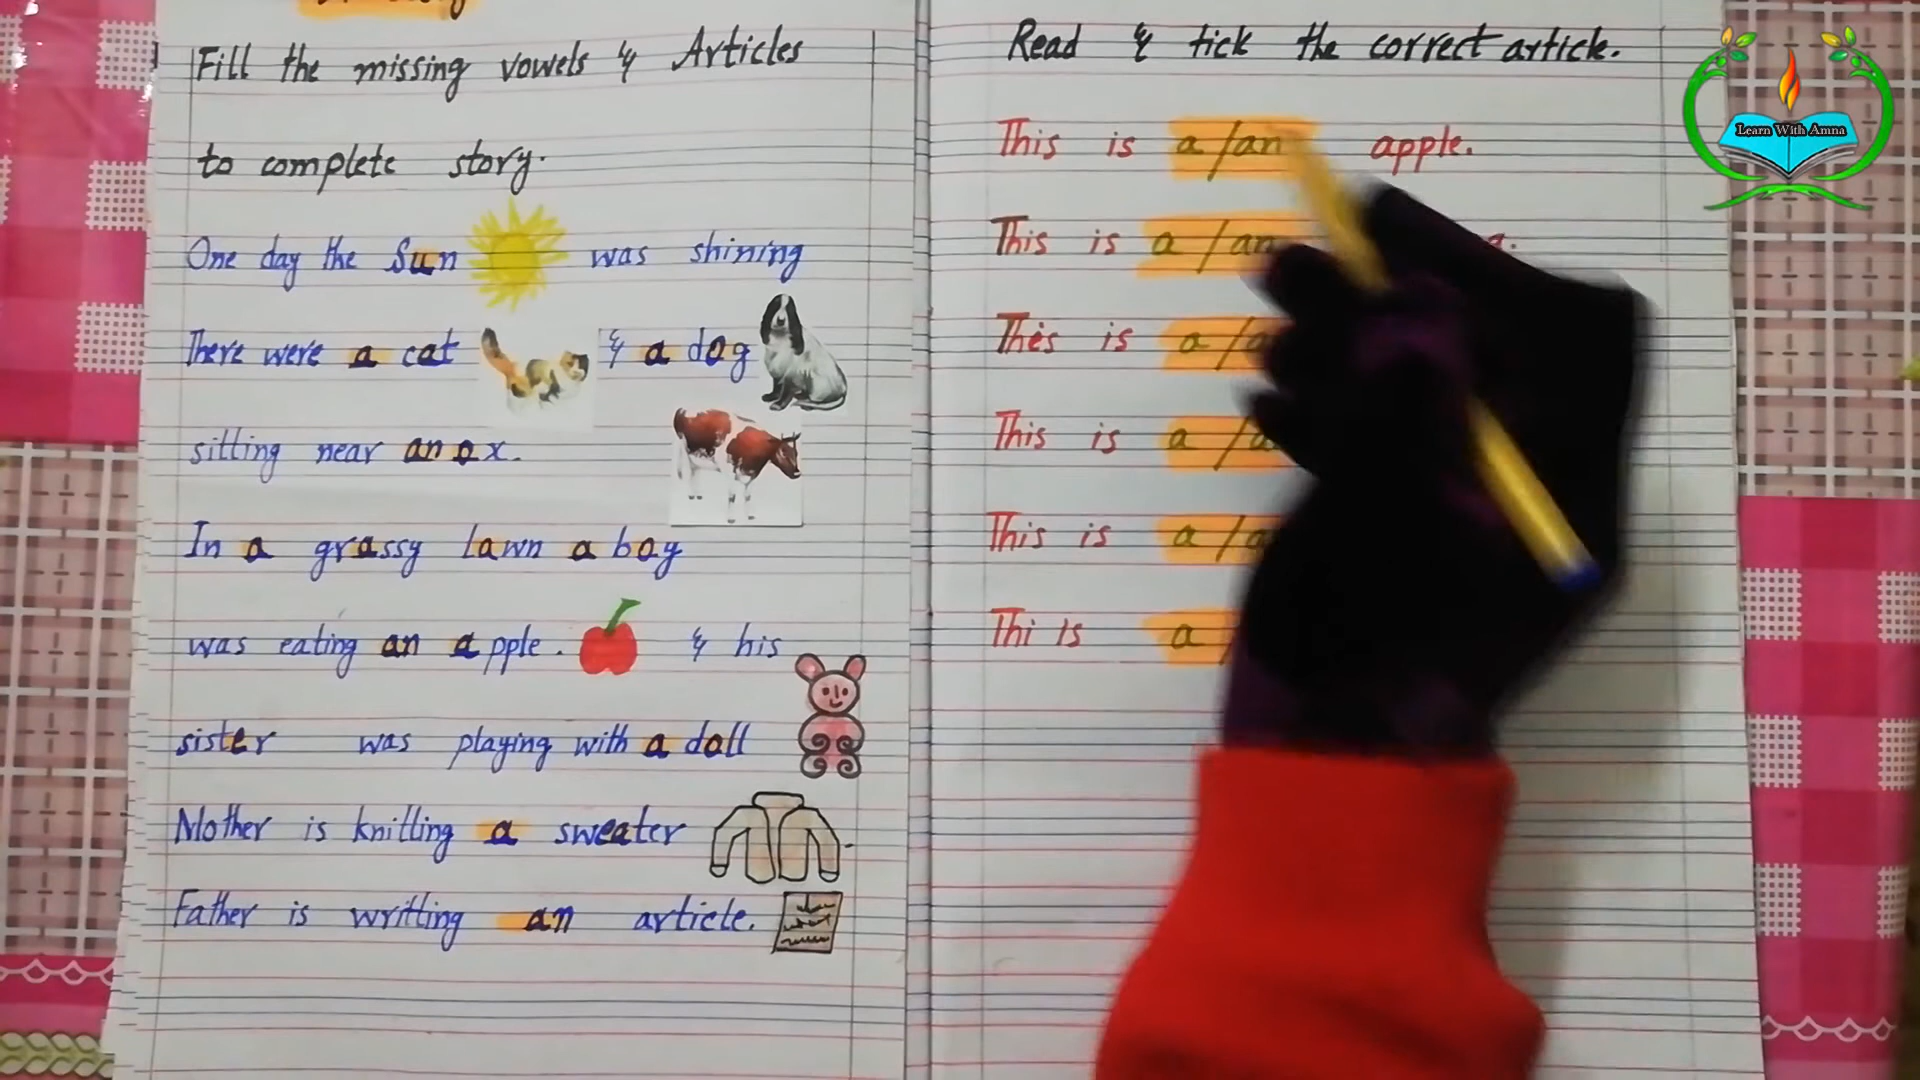 Fill the missing vowels & Articles
to complete story.
One day the Sun was shining
There were a cat & a dog
sitting near an ox.
In a grassy lawn a boy
was eating an apple. & his
sister was playing with a doll
Mother is knitting a sweater
Father is writting an article.
Read & tick the correct article.
This is a/an apple.
This is a/an
This is a/
This is a/
This is a/
Thi is a
Learn With Amna